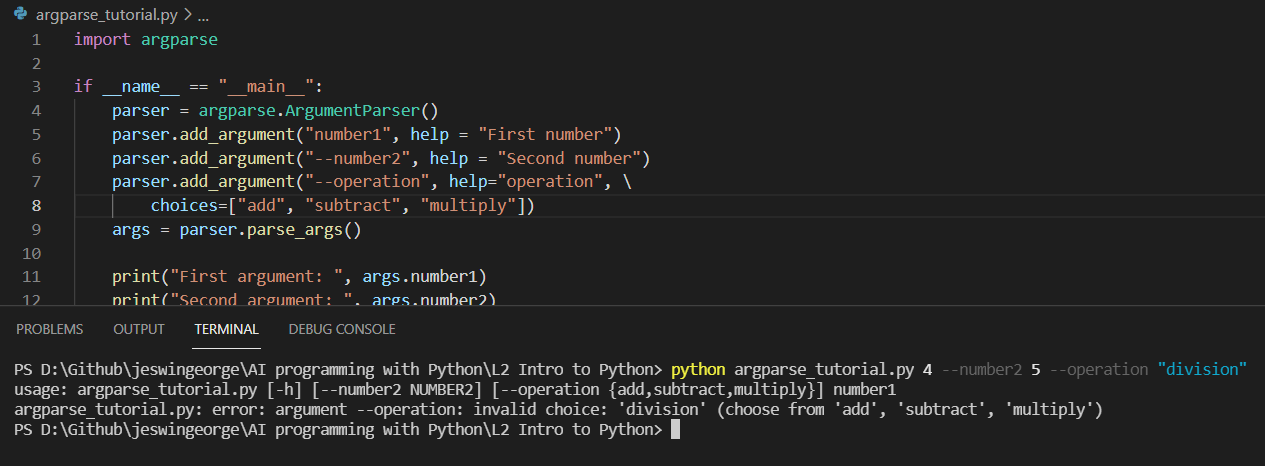 argparse_tutorial.py > ...
1 import argparse
2
3 if __name__ == "__main__":
4     parser = argparse.ArgumentParser()
5     parser.add_argument("number1", help = "First number")
6     parser.add_argument("--number2", help = "Second number")
7     parser.add_argument("--operation", help="operation", \
8         choices=["add", "subtract", "multiply"])
9     args = parser.parse_args()
10
11     print("First argument: ", args.number1)
12     print("Second argument: ", args.number2)
PROBLEMS OUTPUT TERMINAL DEBUG CONSOLE
PS D:\Github\jeswingeorge\AI programming with Python\L2 Intro to Python> python argparse_tutorial.py 4 --number2 5 --operation "division"
usage: argparse_tutorial.py [-h] [--number2 NUMBER2] [--operation {add,subtract,multiply}] number1
argparse_tutorial.py: error: argument --operation: invalid choice: 'division' (choose from 'add', 'subtract', 'multiply')
PS D:\Github\jeswingeorge\AI programming with Python\L2 Intro to Python>